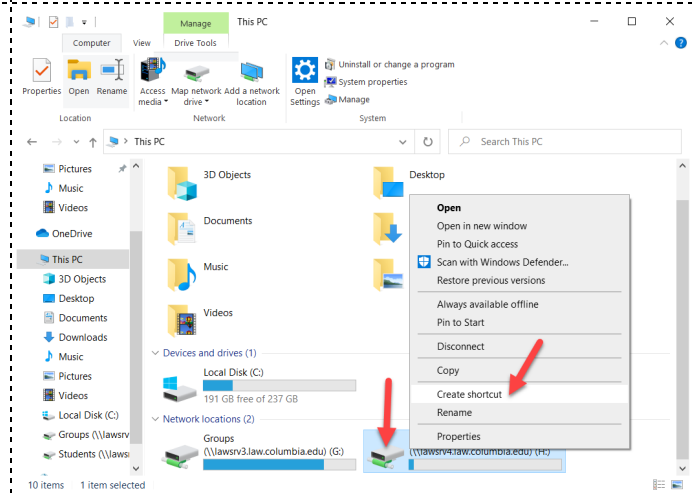 Manage
This PC
Computer
View
Drive Tools
Properties
Open
Rename
Access media
Map network drive
Add a network location
Open Settings
Uninstall or change a program
System properties
Manage
Location
Network
System
This PC
Search This PC
Pictures
Music
Videos
OneDrive
This PC
3D Objects
Desktop
Documents
Downloads
Music
Pictures
Videos
Local Disk (C:)
Groups (\\lawsrv
Students (\\laws
3D Objects
Desktop
Documents
Music
Videos
Devices and drives (1)
Local Disk (C:)
191 GB free of 237 GB
Network locations (2)
Groups
(\\lawsrv3.law.columbia.edu) (G:)
(\\lawsrv4.law.columbia.edu) (H:)
Open
Open in new window
Pin to Quick access
Scan with Windows Defender...
Restore previous versions
Always available offline
Pin to Start
Disconnect
Copy
Create shortcut
Rename
Properties
10 items
1 item selected